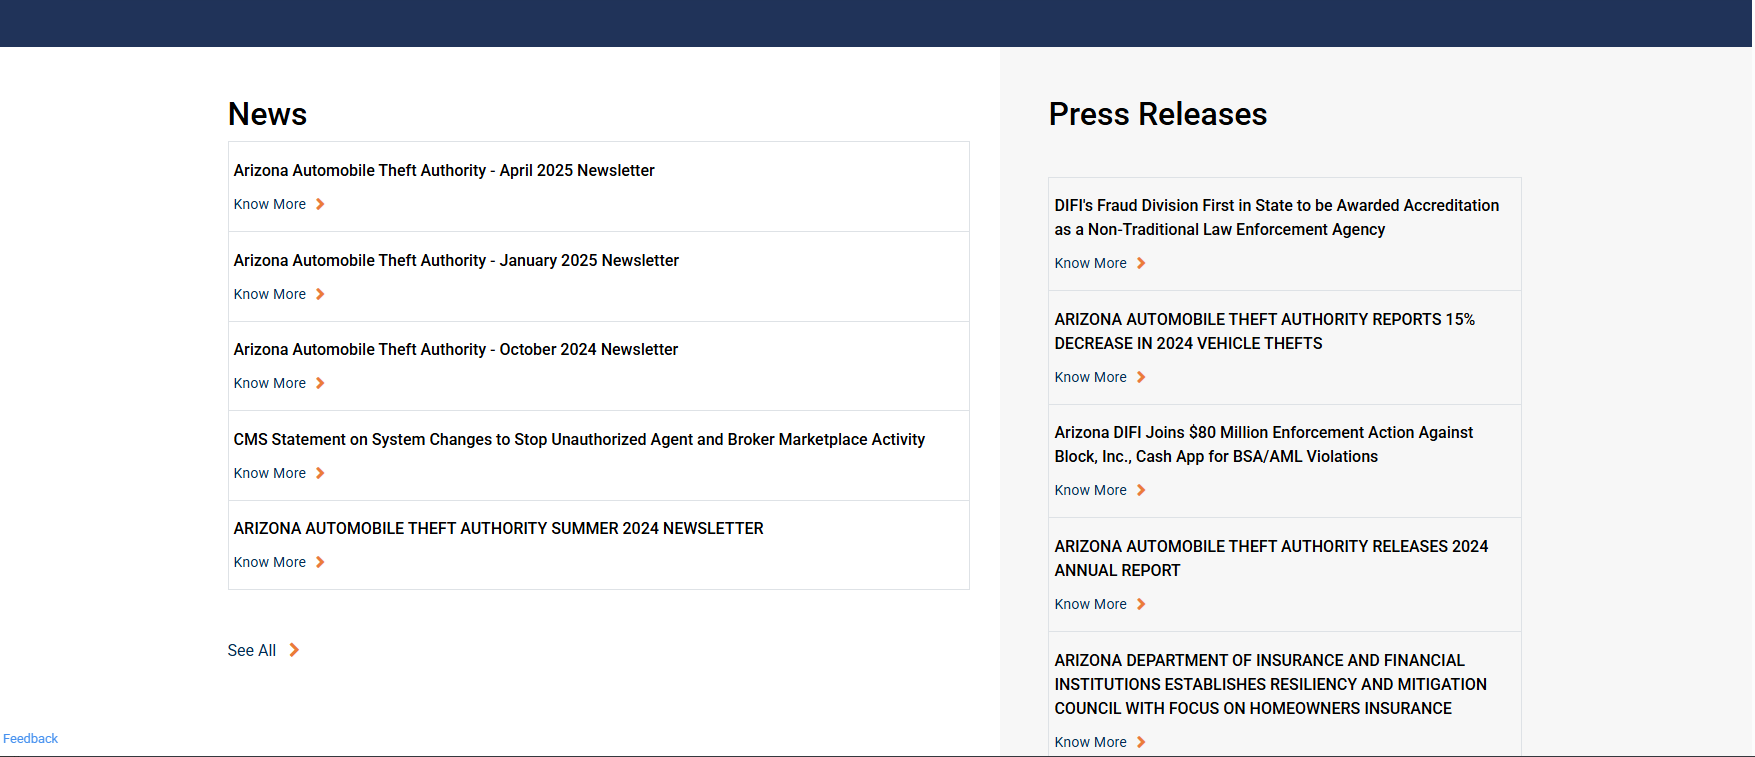 News
Arizona Automobile Theft Authority - April 2025 Newsletter
Know More
Arizona Automobile Theft Authority - January 2025 Newsletter
Know More
Arizona Automobile Theft Authority - October 2024 Newsletter
Know More
CMS Statement on System Changes to Stop Unauthorized Agent and Broker Marketplace Activity
Know More
ARIZONA AUTOMOBILE THEFT AUTHORITY SUMMER 2024 NEWSLETTER
Know More
See All
Press Releases
DIFI's Fraud Division First in State to be Awarded Accreditation
as a Non-Traditional Law Enforcement Agency
Know More
ARIZONA AUTOMOBILE THEFT AUTHORITY REPORTS 15%
DECREASE IN 2024 VEHICLE THEFTS
Know More
Arizona DIFI Joins $80 Million Enforcement Action Against
Block, Inc., Cash App for BSA/AML Violations
Know More
ARIZONA AUTOMOBILE THEFT AUTHORITY RELEASES 2024
ANNUAL REPORT
Know More
ARIZONA DEPARTMENT OF INSURANCE AND FINANCIAL
INSTITUTIONS ESTABLISHES RESILIENCY AND MITIGATION
COUNCIL WITH FOCUS ON HOMEOWNERS INSURANCE
Know More
Feedback